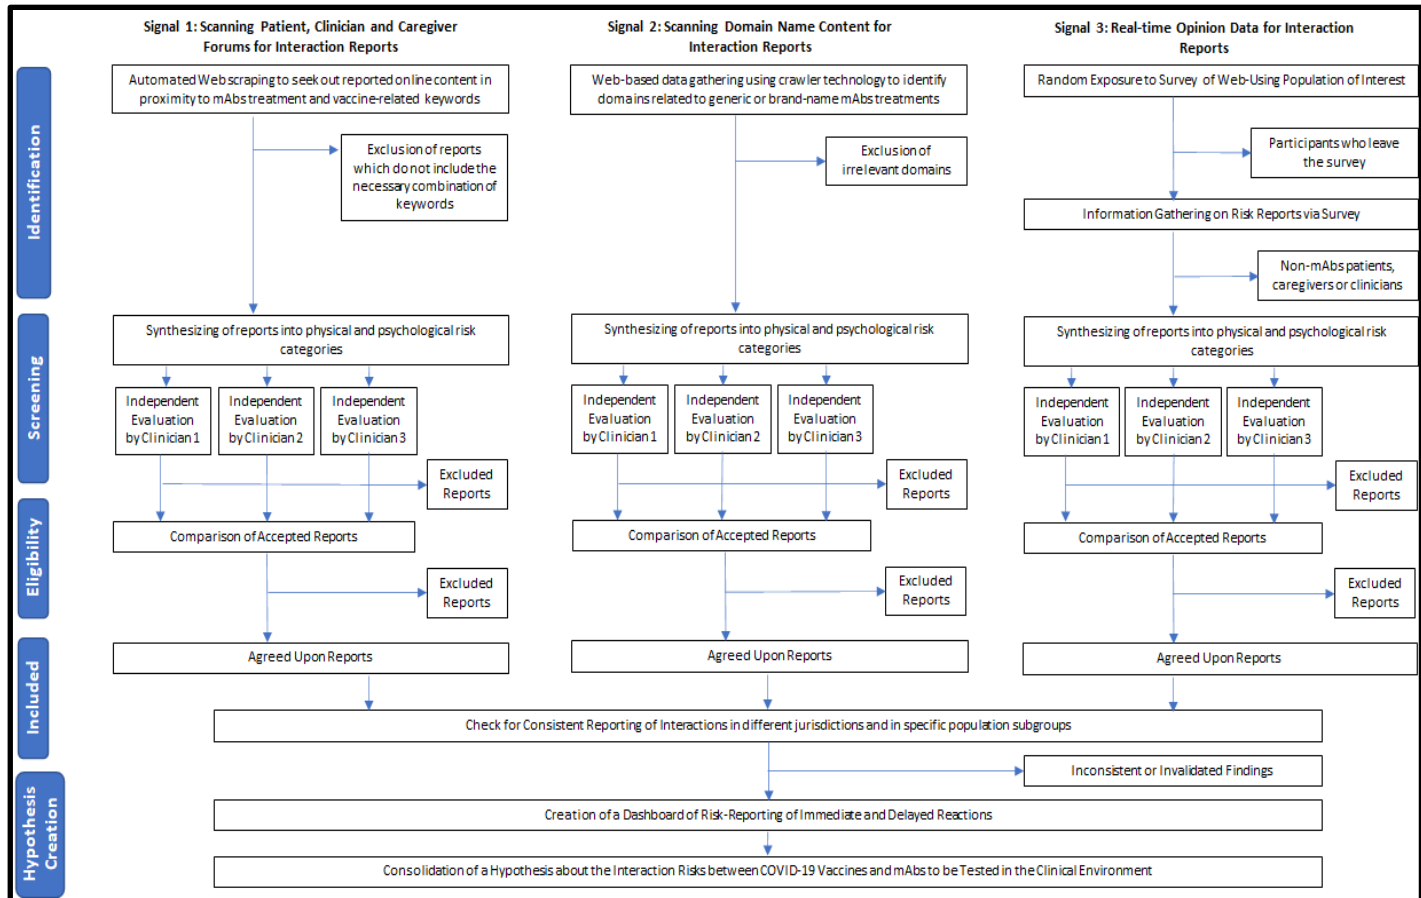 Signal 1: Scanning Patient, Clinician and Caregiver
Forums for Interaction Reports
Signal 2: Scanning Domain Name Content for
Interaction Reports
Signal 3: Real-time Opinion Data for Interaction
Reports
Identification
Automated Web scraping to seek out reported online content in
proximity to mAbs treatment and vaccine-related keywords
Web-based data gathering using crawler technology to identify
domains related to generic or brand-name mAbs treatments
Random Exposure to Survey of Web-Using Population of Interest
Exclusion of reports
which do not include the
necessary combination of
keywords
Exclusion of
irrelevant domains
Participants who leave
the survey
Information Gathering on Risk Reports via Survey
Non-mAbs patients,
caregivers or clinicians
Screening
Synthesizing of reports into physical and psychological risk
categories
Synthesizing of reports into physical and psychological risk
categories
Synthesizing of reports into physical and psychological risk
categories
Independent
Evaluation
by Clinician 1
Independent
Evaluation
by Clinician 2
Independent
Evaluation
by Clinician 3
Independent
Evaluation
by Clinician 1
Independent
Evaluation
by Clinician 2
Independent
Evaluation
by Clinician 3
Independent
Evaluation
by Clinician 1
Independent
Evaluation
by Clinician 2
Independent
Evaluation
by Clinician 3
Excluded
Reports
Excluded
Reports
Excluded
Reports
Eligibility
Comparison of Accepted Reports
Comparison of Accepted Reports
Comparison of Accepted Reports
Excluded
Reports
Excluded
Reports
Excluded
Reports
Included
Agreed Upon Reports
Agreed Upon Reports
Agreed Upon Reports
Check for Consistent Reporting of Interactions in different jurisdictions and in specific population subgroups
Inconsistent or Invalidated Findings
Hypothesis
Creation
Creation of a Dashboard of Risk-Reporting of Immediate and Delayed Reactions
Consolidation of a Hypothesis about the Interaction Risks between COVID-19 Vaccines and mAbs to be Tested in the Clinical Environment